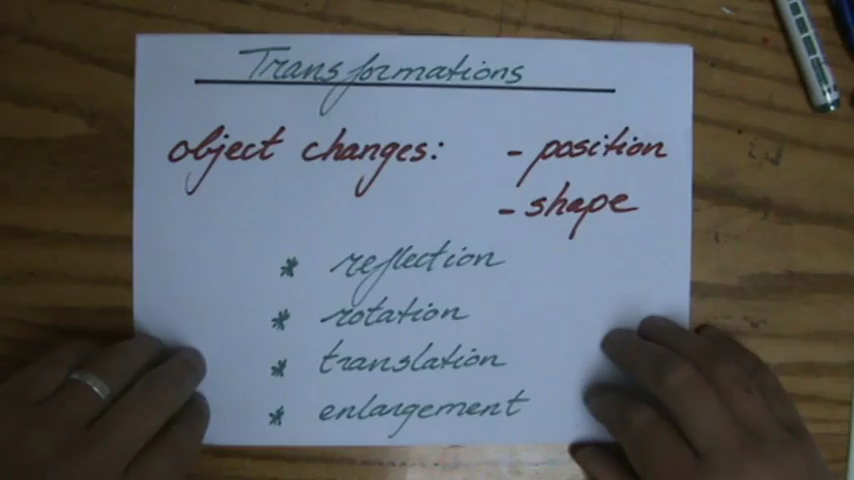 Transformations
object changes: - position
- shape
* reflection
* rotation
* translation
* enlargement